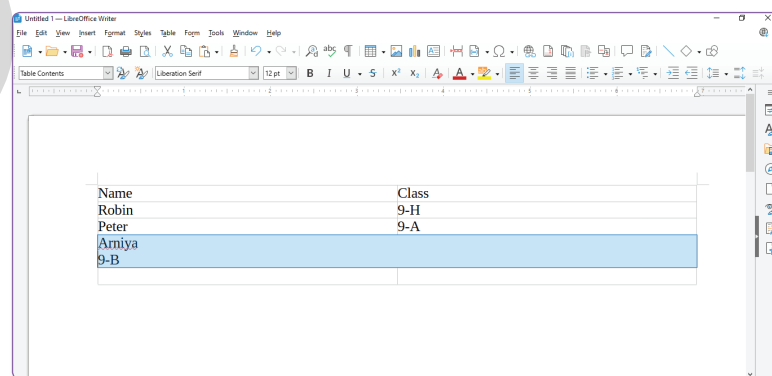 Untitled 1 — LibreOffice Writer
File Edit View Insert Format Styles Table Form Tools Window Help
Table Contents Liberation Serif 12 pt
Name Class
Robin 9-H
Peter 9-A
Arniya
9-B